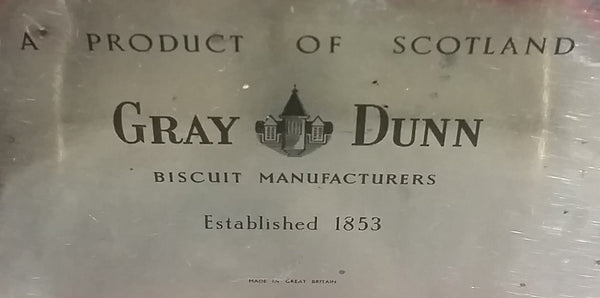 A PRODUCT OF SCOTLAND
GRAY DUNN
BISCUIT MANUFACTURERS
Established 1853
MADE IN GREAT BRITAIN